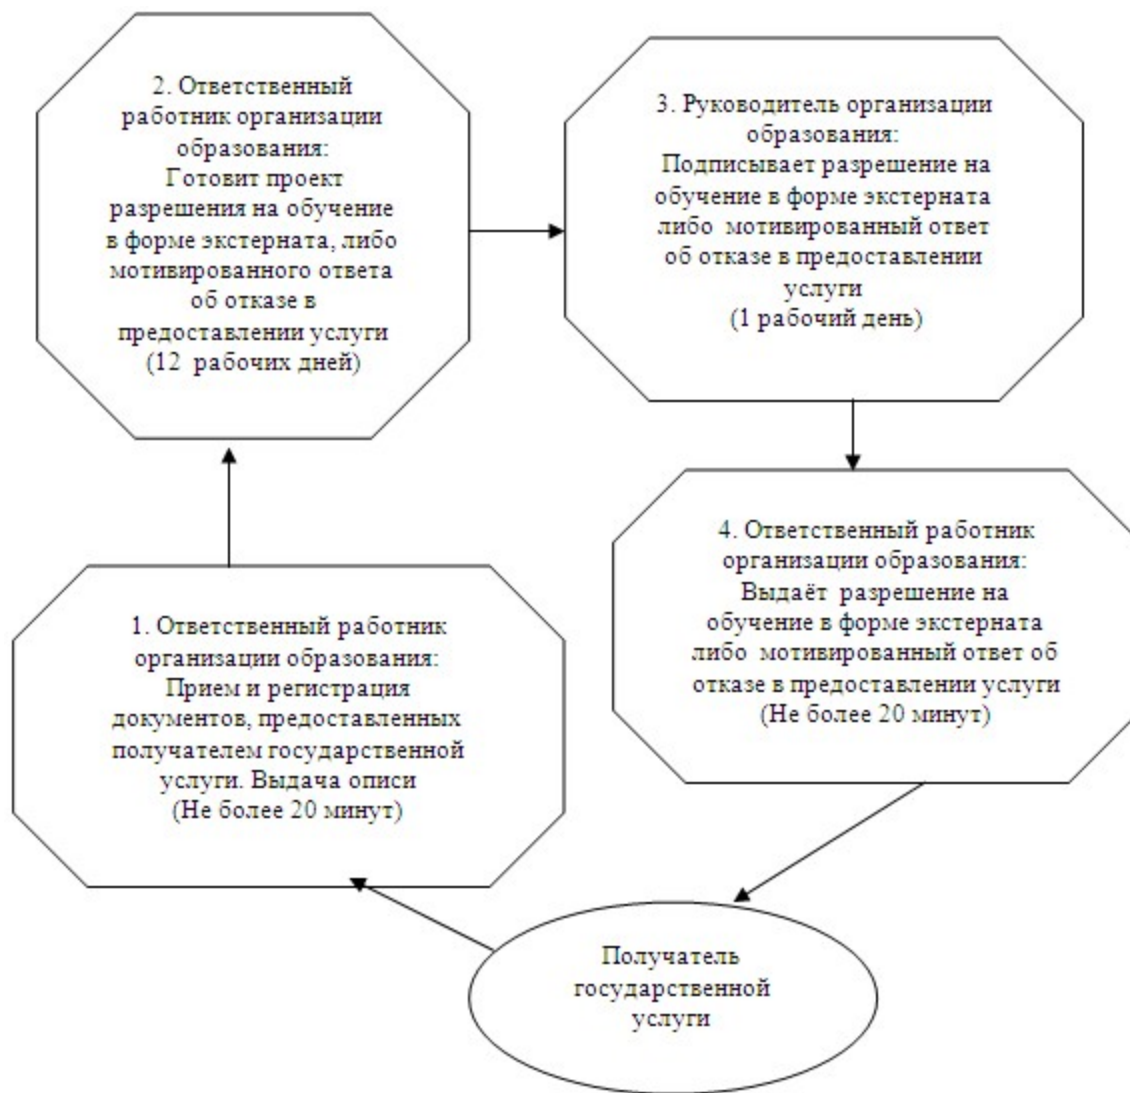 2. Ответственный
работник организации
образования:
Готовит проект
разрешения на обучение
в форме экстерната, либо
мотивированного ответа
об отказе в
предоставлении услуги
(12 рабочих дней)
3. Руководитель организации
образования:
Подписывает разрешение на
обучение в форме экстерната
либо мотивированный ответ
об отказе в предоставлении
услуги
(1 рабочий день)
1. Ответственный работник
организации образования:
Прием и регистрация
документов, предоставленных
получателем государственной
услуги. Выдача описи
(Не более 20 минут)
4. Ответственный работник
организации образования:
Выдаёт разрешение на
обучение в форме экстерната
либо мотивированный ответ об
отказе в предоставлении услуги
(Не более 20 минут)
Получатель
государственной
услуги